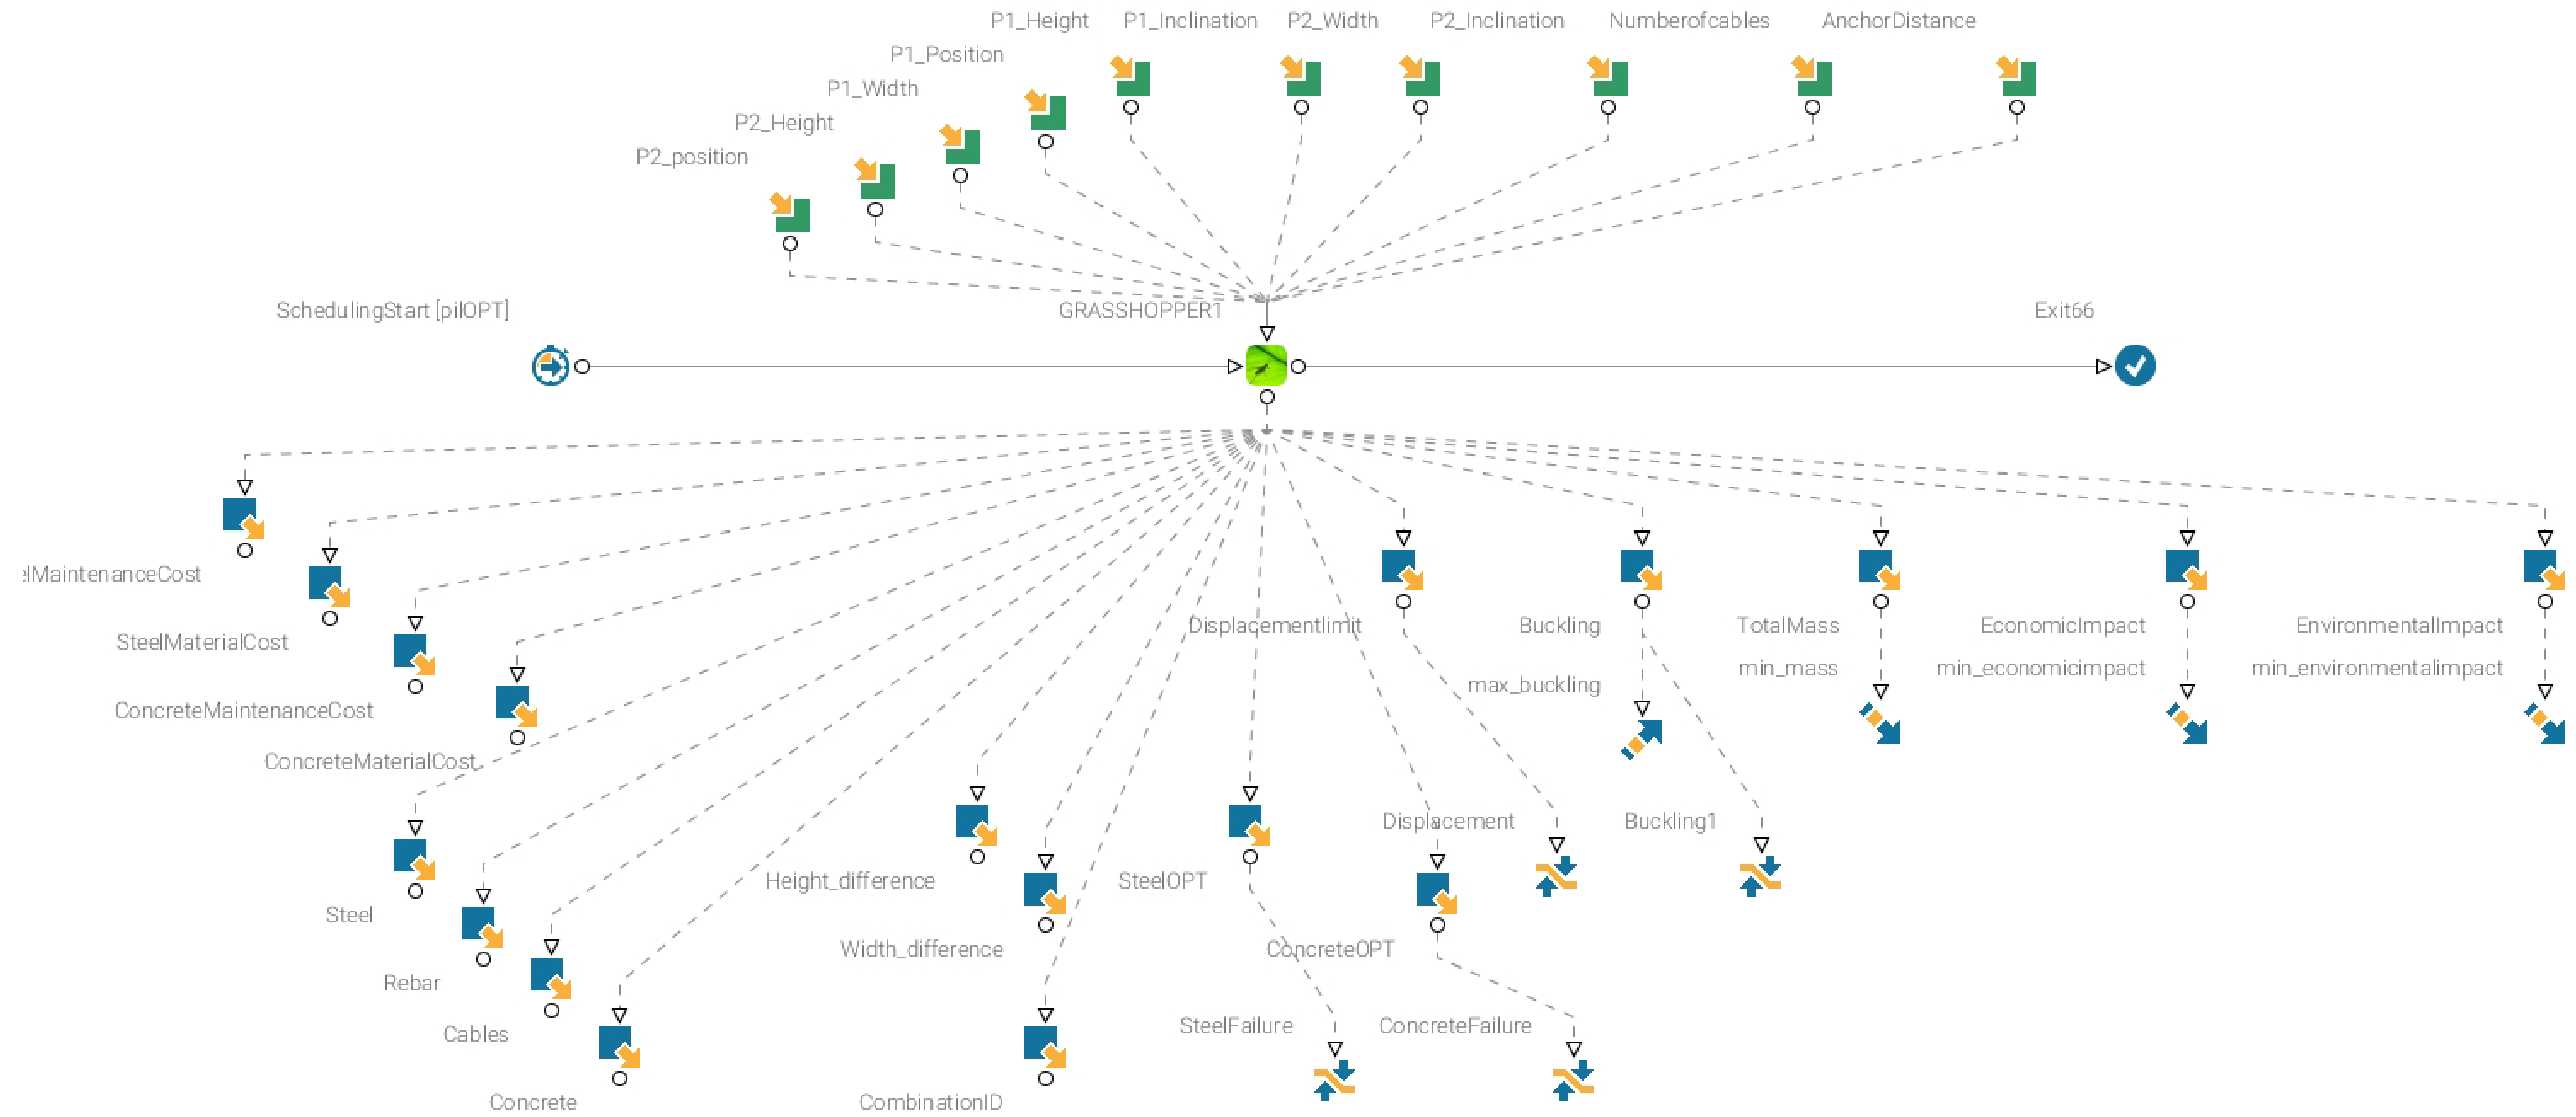 P1_Height
P1_Inclination
P2_Width
P2_Inclination
Numberofcables
AnchorDistance
P1_Position
P1_Width
P2_Height
P2_position
SchedulingStart [pilOPT]
GRASSHOPPER1
Exit66
elMaintenanceCost
SteelMaterialCost
ConcreteMaintenanceCost
ConcreteMaterialCost
Displacementlimit
Buckling
TotalMass
EconomicImpact
EnvironmentalImpact
max_buckling
min_mass
min_economicimpact
min_environmentalimpact
Displacement
Buckling1
Height_difference
SteelOPT
Steel
Width_difference
ConcreteOPT
Rebar
Cables
SteelFailure
ConcreteFailure
Concrete
CombinationID